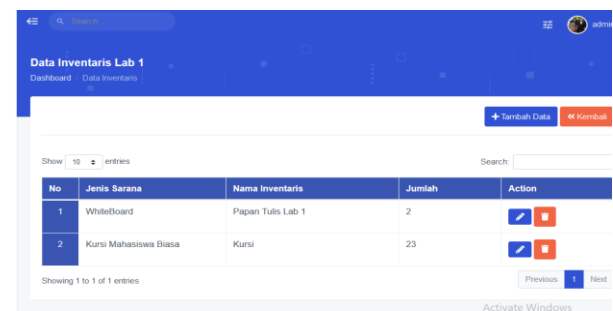 Search
admin
Data Inventaris Lab 1
Dashboard Data Inventaris
Tambah Data Kembali
Show 10 entries Search:
No Jenis Sarana Nama Inventaris Jumlah Action
1 WhiteBoard Papan Tulis Lab 1 2
2 Kursi Mahasiswa Biasa Kursi 23
Showing 1 to 1 of 1 entries Previous 1 Next
Activate Windows